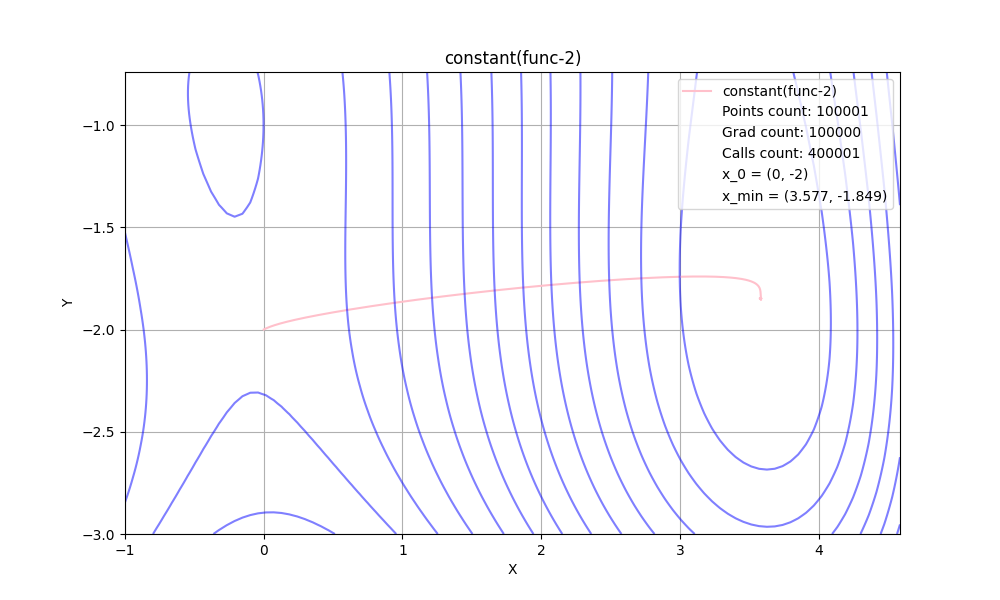 constant(func-2)
constant(func-2)
Points count: 100001
Grad count: 100000
Calls count: 400001
x_0 = (0, -2)
x_min = (3.577, -1.849)
Y
−1.0
−1.5
−2.0
−2.5
−3.0
−1 0 1 2 3 4
X